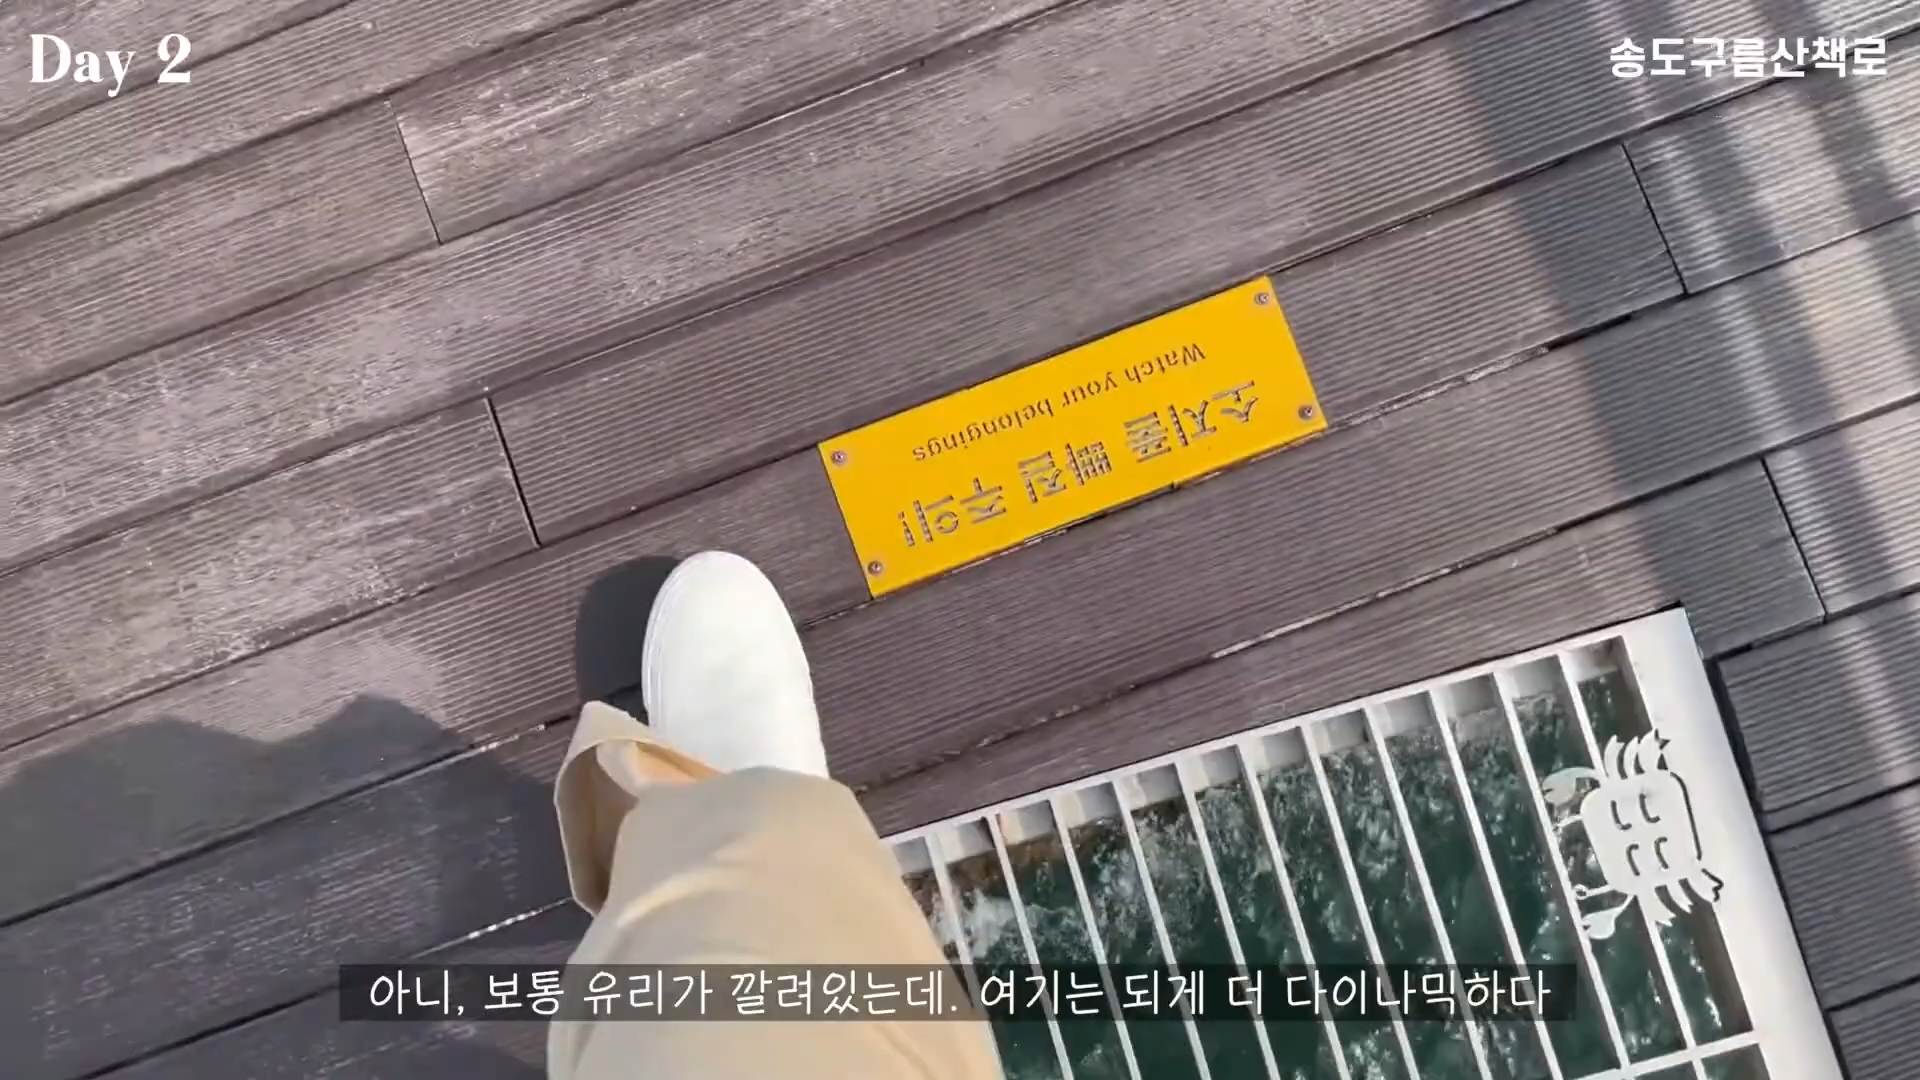 Day 2
송도구름산책로
소지품 빠짐 주의!
Watch your belongings
아니, 보통 유리가 깔려있는데. 여기는 되게 더 다이나믹하다